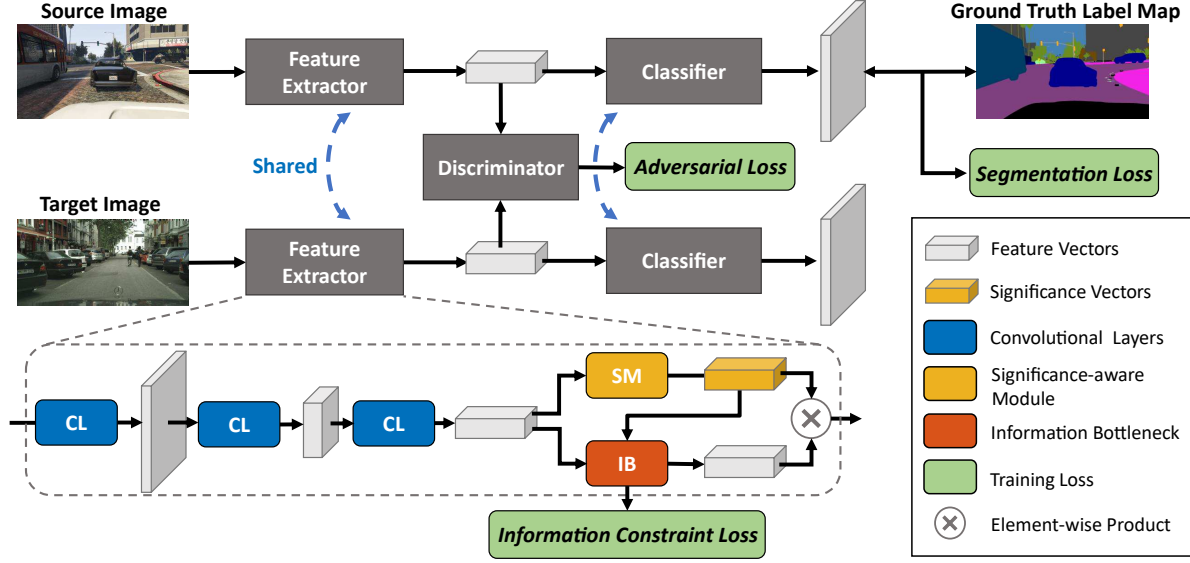 Source Image
Ground Truth Label Map
Feature
Extractor
Classifier
Shared
Discriminator
Adversarial Loss
Segmentation Loss
Target Image
Feature
Extractor
Classifier
Feature Vectors
Significance Vectors
Convolutional Layers
Significance-aware
Module
Information Bottleneck
Training Loss
Element-wise Product
CL
CL
CL
SM
IB
Information Constraint Loss